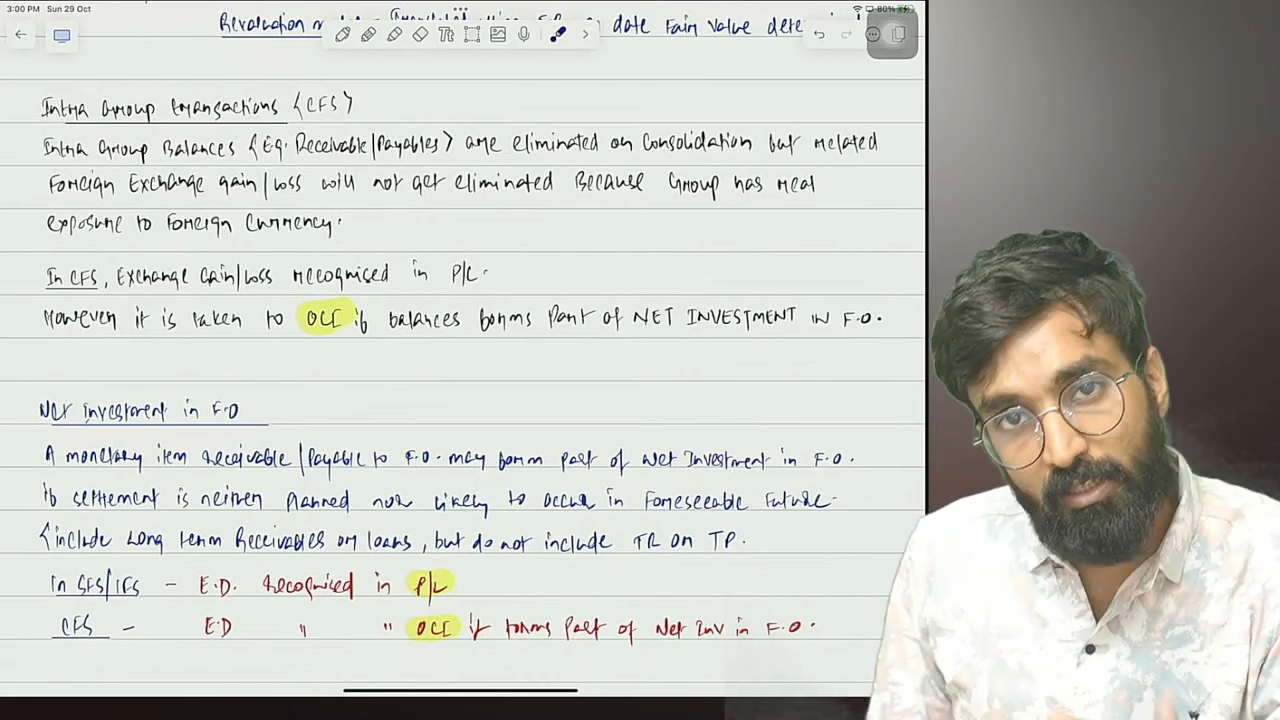 3:00 PM Sun 29 Oct
80%
Revaluation date Fair Value
Intra Group transactions {CFS}
Intra Group Balances {Eg. Receivable/Payables} are eliminated on Consolidation but related
Foreign Exchange gain/loss will not get eliminated Because Group has real
exposure to Foreign Currency.
In CFS, Exchange Gain/Loss recognised in P/L.
However it is taken to OCI if balances forms Part of NET INVESTMENT IN F.O.
Net investment in F.O
A monetary item receivable/Payable to F.O. may form part of Net Investment in F.O.
if settlement is neither planned nor likely to occur in Foreseeable Future.
{include Long term Receivables or loans, but do not include TR or TP.
In SFS/IFS - E.D. recognised in P/L
CFS - E.D " " OCI if forms Part of Net Inv in F.O.